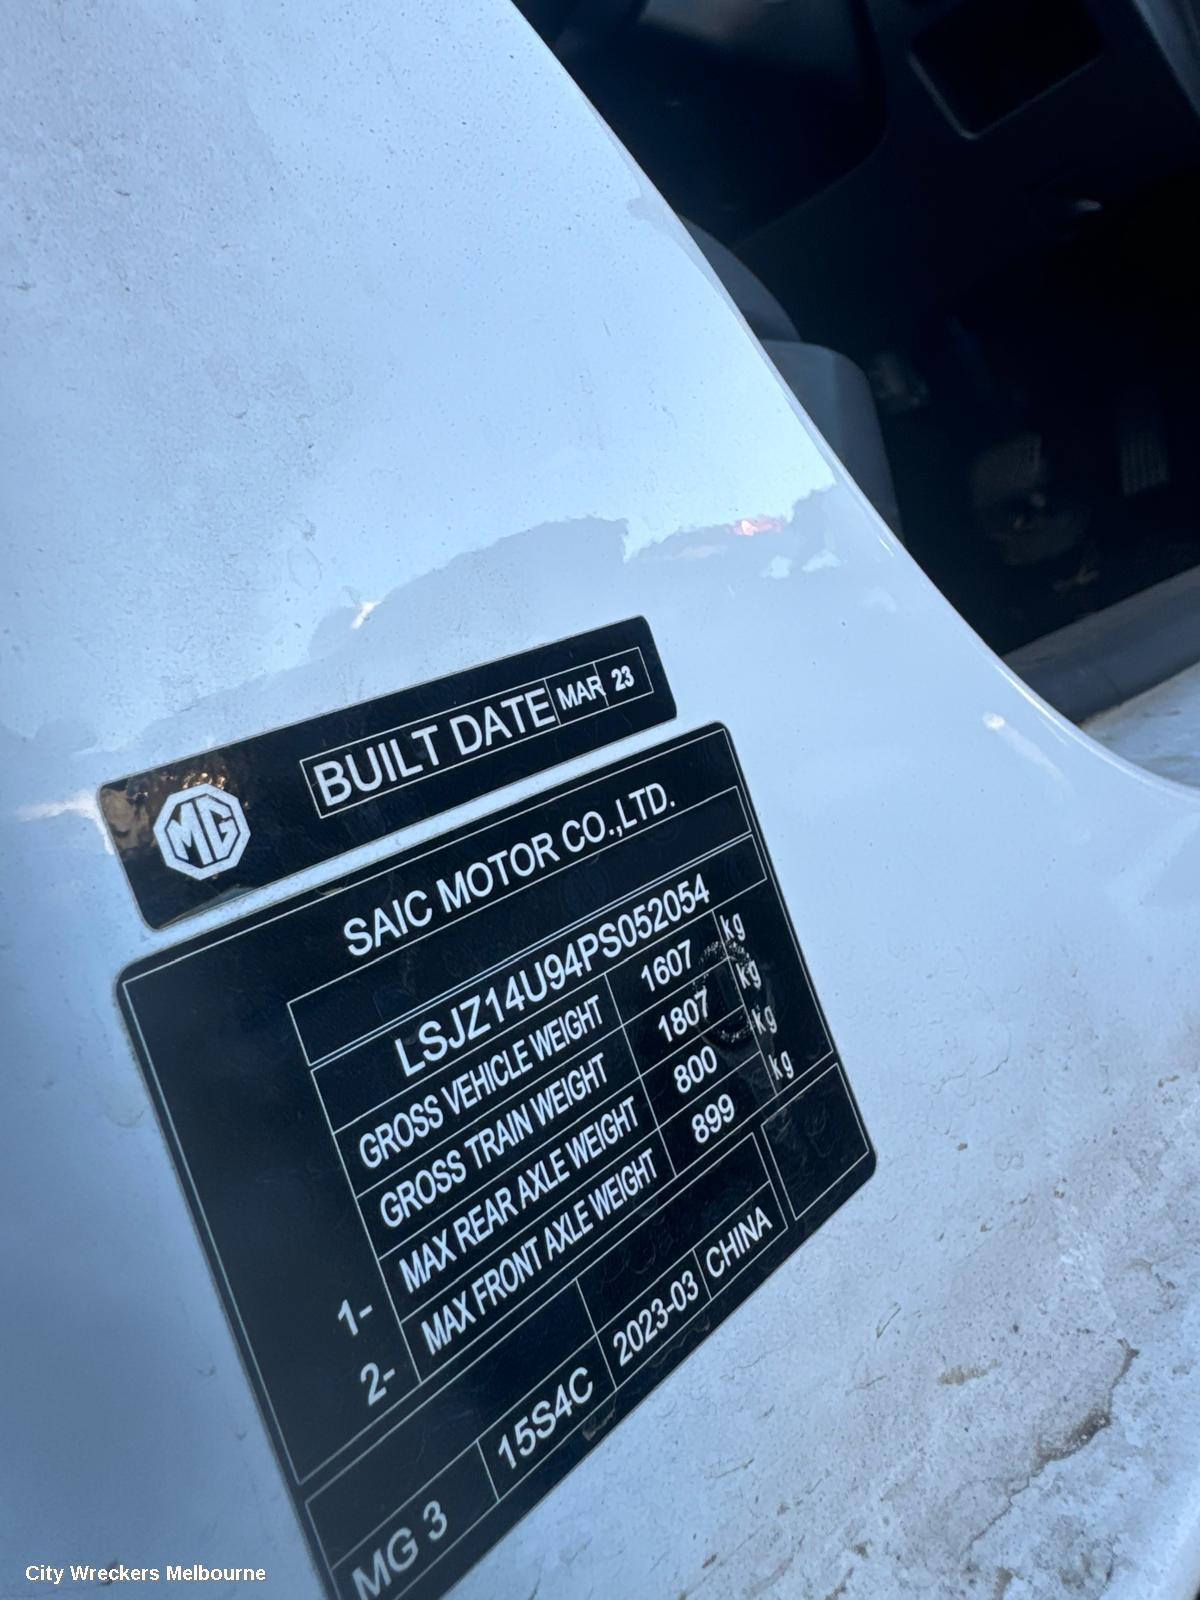 MG BUILT DATE MAR 23
SAIC MOTOR CO.,LTD.
LSJZ14U94PS052054
GROSS VEHICLE WEIGHT 1607 kg
GROSS TRAIN WEIGHT 1807 kg
1- MAX REAR AXLE WEIGHT 800 kg
2- MAX FRONT AXLE WEIGHT 899 kg
MG 3 15S4C 2023-03 CHINA
City Wreckers Melbourne